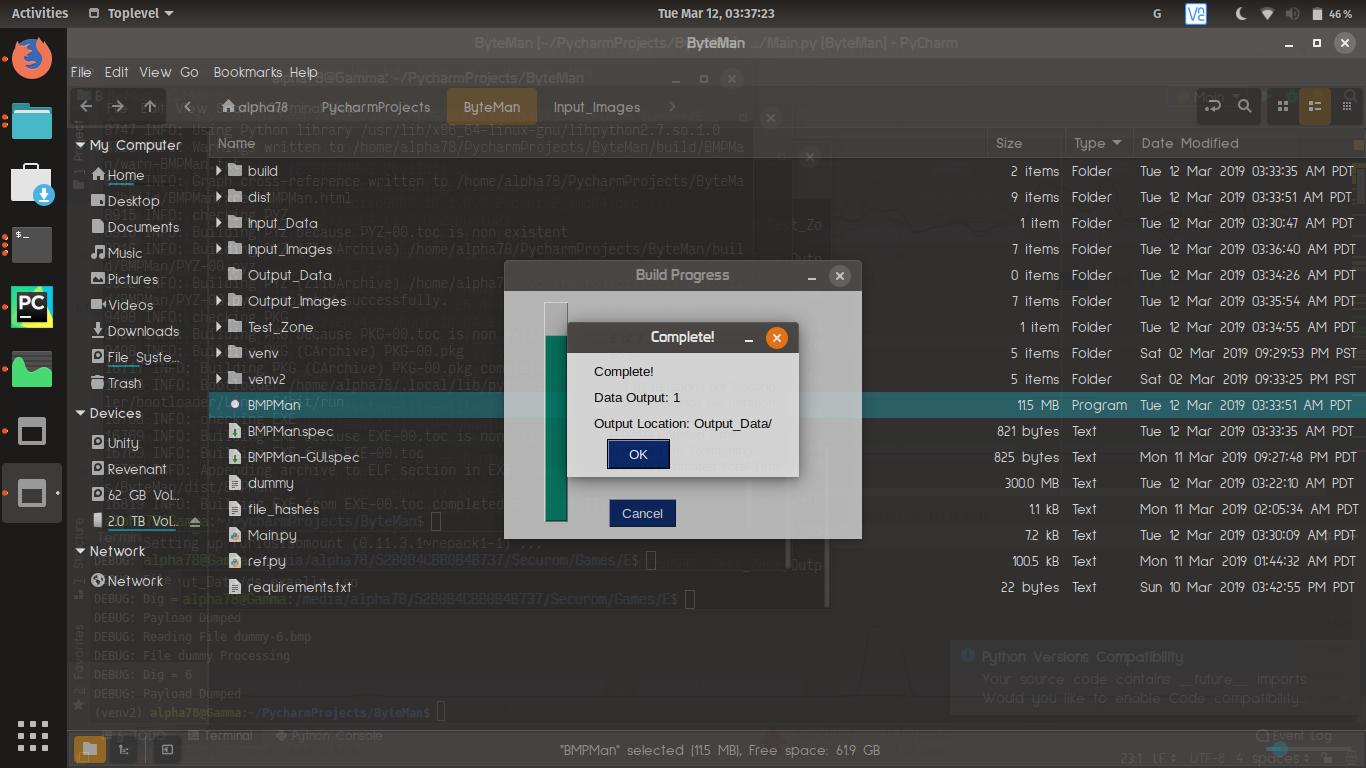 Activities
Toplevel
Tue Mar 12, 03:37:23
G
46 %
ByteMan [~/PycharmProjects/B
ByteMan
.../Main.py [ByteMan] - PyCharm
File Edit View Go Bookmarks Help
alpha78@Gamma: ~/PycharmProjects/ByteMan
alpha78
PycharmProjects
ByteMan
Input_Images
Main
8747 INFO: Using Python library /usr/lib/x86_64-linux-gnu/libpython2.7.so.1.0
Warnings written to /home/alpha78/PycharmProjects/ByteMan/build/BMPMa
My Computer
Name
Size
Type
Date Modified
Home
build
2 items
Folder
Tue 12 Mar 2019 03:33:35 AM PDT
Desktop
dist
9 items
Folder
Tue 12 Mar 2019 03:33:51 AM PDT
Documents
Input_Data
1 item
Folder
Tue 12 Mar 2019 03:30:47 AM PDT
Music
Input_Images
7 items
Folder
Tue 12 Mar 2019 03:36:40 AM PDT
Pictures
Output_Data
0 items
Folder
Tue 12 Mar 2019 03:34:26 AM PDT
Videos
Output_Images
7 items
Folder
Tue 12 Mar 2019 03:35:54 AM PDT
Downloads
Test_Zone
1 item
Folder
Tue 12 Mar 2019 03:34:55 AM PDT
File Syste...
venv
5 items
Folder
Sat 02 Mar 2019 09:29:53 PM PST
Trash
venv2
5 items
Folder
Sat 02 Mar 2019 09:33:25 PM PST
Devices
BMPMan
11.5 MB
Program
Tue 12 Mar 2019 03:33:51 AM PDT
Unity
BMPMan.spec
821 bytes
Text
Tue 12 Mar 2019 03:33:35 AM PDT
Revenant
BMPMan-GUI.spec
825 bytes
Text
Mon 11 Mar 2019 09:27:48 PM PDT
62 GB Vol...
dummy
300.0 MB
Text
Tue 12 Mar 2019 03:22:10 AM PDT
2.0 TB Vol...
file_hashes
1.1 kB
Text
Mon 11 Mar 2019 02:05:34 AM PDT
Network
Main.py
7.2 kB
Text
Tue 12 Mar 2019 03:30:09 AM PDT
ref.py
100.5 kB
Text
Mon 11 Mar 2019 01:44:32 AM PDT
Network
requirements.txt
22 bytes
Text
Sun 10 Mar 2019 03:42:55 PM PDT
Build Progress
Complete!
Complete!
Data Output: 1
Output Location: Output_Data/
OK
Cancel
DEBUG: Dig =
DEBUG: Payload Dumped
DEBUG: Reading File dummy-6.bmp
DEBUG: File dummy Processing
DEBUG: Dig = 6
DEBUG: Payload Dumped
(venv2) alpha78@Gamma:~/PycharmProjects/ByteMan$
Python Versions Compatibility
Your source code contains __future__ imports.
Would you like to enable Code compatibility...
6: TODO
Terminal
Python Console
"BMPMan" selected (11.5 MB), Free space: 61.9 GB
Event Log
23:1 LF UTF-8 4 spaces